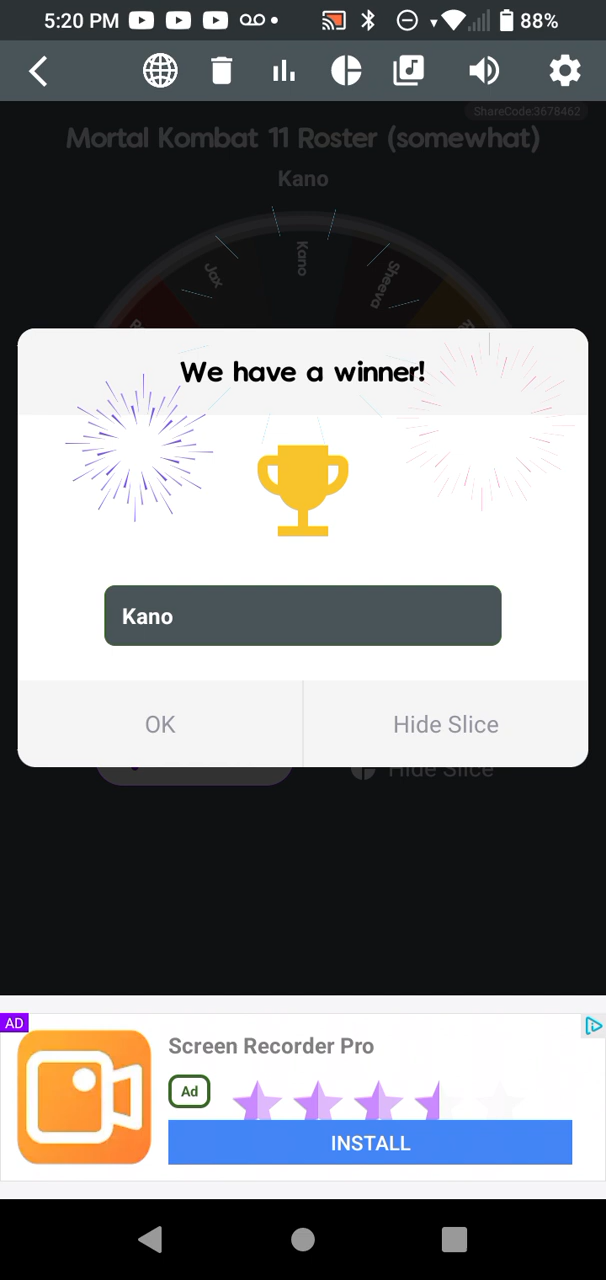 5:20 PM
88%
ShareCode:3678462
Mortal Kombat 11 Roster (somewhat)
Kano
Jax
Kano
Sheeva
We have a winner!
Kano
OK
Hide Slice
Hide Slice
AD
Screen Recorder Pro
Ad
INSTALL